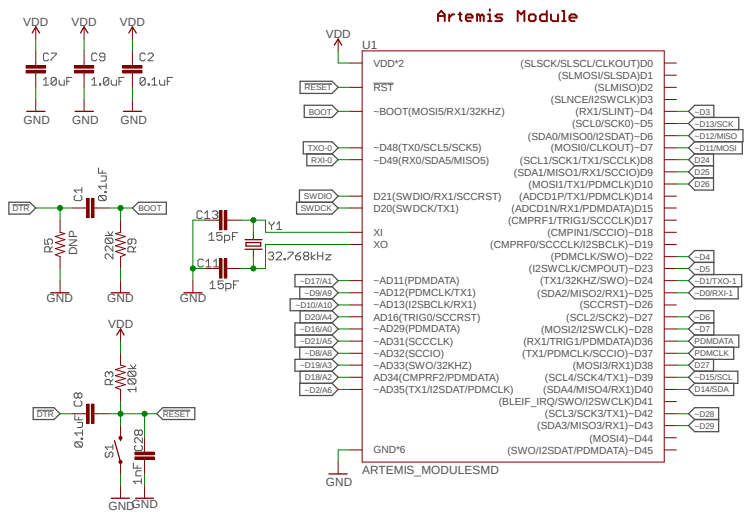 Artemis Module
VDD
VDD
VDD
C7
10uF
C9
1.0uF
C2
0.1uF
GND
GND
GND
DTR
C1
0.1uF
BOOT
R5
DNP
220k
R9
GND
GND
VDD
R3
100k
DTR
C8
0.1uF
RESET
S1
C28
1nF
GND
GND
C13
15pF
Y1
32.768kHz
C11
15pF
GND
VDD
U1
VDD*2
RESET
RST
BOOT
~BOOT(MOSI5/RX1/32KHZ)
TXO-0
~D48(TX0/SCL5/SCK5)
RXI-0
~D49(RX0/SDA5/MISO5)
SWDIO
D21(SWDIO/RX1/SCCRST)
SWDCK
D20(SWDCK/TX1)
XI
XO
~D17/A1
~AD11(PDMDATA)
~D9/A9
~AD12(PDMCLK/TX1)
~D10/A10
~AD13(I2SBCLK/RX1)
D20/A4
AD16(TRIG0/SCCRST)
~D16/A0
~AD29(PDMDATA)
~D21/A5
~AD31(SCCCLK)
~D8/A8
~AD32(SCCIO)
~D19/A3
~AD33(SWO/32KHZ)
D18/A2
AD34(CMPRF2/PDMDATA)
~D2/A6
~AD35(TX1/I2SDAT/PDMCLK)
GND*6
GND
ARTEMIS_MODULESMD
(SLSCK/SLSCL/CLKOUT)D0
(SLMOSI/SLSDA)D1
(SLMISO)D2
(SLNCE/I2SWCLK)D3
(RX1/SLINT)~D4
~D3
(SCL0/SCK0)~D5
~D13/SCK
(SDA0/MISO0/I2SDAT)~D6
~D12/MISO
(MOSI0/CLKOUT)~D7
~D11/MOSI
(SCL1/SCK1/TX1/SCCCLK)D8
D24
(SDA1/MISO1/RX1/SCCIO)D9
D25
(MOSI1/TX1/PDMCLK)D10
D26
(ADCD1P/TX1/PDMCLK)D14
(ADCD1N/RX1/PDMDATA)D15
(CMPRF1/TRIG1/SCCCLK)D17
(CMPIN1/SCCIO)~D18
(CMPRF0/SCCCLK/I2SBCLK)~D19
(PDMCLK/SWO)~D22
~D4
(I2SWCLK/CMPOUT)~D23
~D5
(TX1/32KHZ/SWO)~D24
~D1/TXO-1
(SDA2/MISO2/RX1)~D25
~D0/RXI-1
(SCCRST)~D26
(SCL2/SCK2)~D27
~D6
(MOSI2/I2SWCLK)~D28
~D7
(RX1/TRIG1/PDMDATA)D36
PDMDATA
(TX1/PDMCLK/SCCIO)~D37
PDMCLK
(MOSI3/RX1)D38
D27
(SCL4/SCK4/TX1)~D39
~D15/SCL
(SDA4/MISO4/RX1)~D40
D14/SDA
(BLEIF_IRQ/SWO/I2SWCLK)D41
(SCL3/SCK3/TX1)~D42
~D28
(SDA3/MISO3/RX1)~D43
~D29
(MOSI4)~D44
(SWO/I2SDAT/PDMDATA)~D45